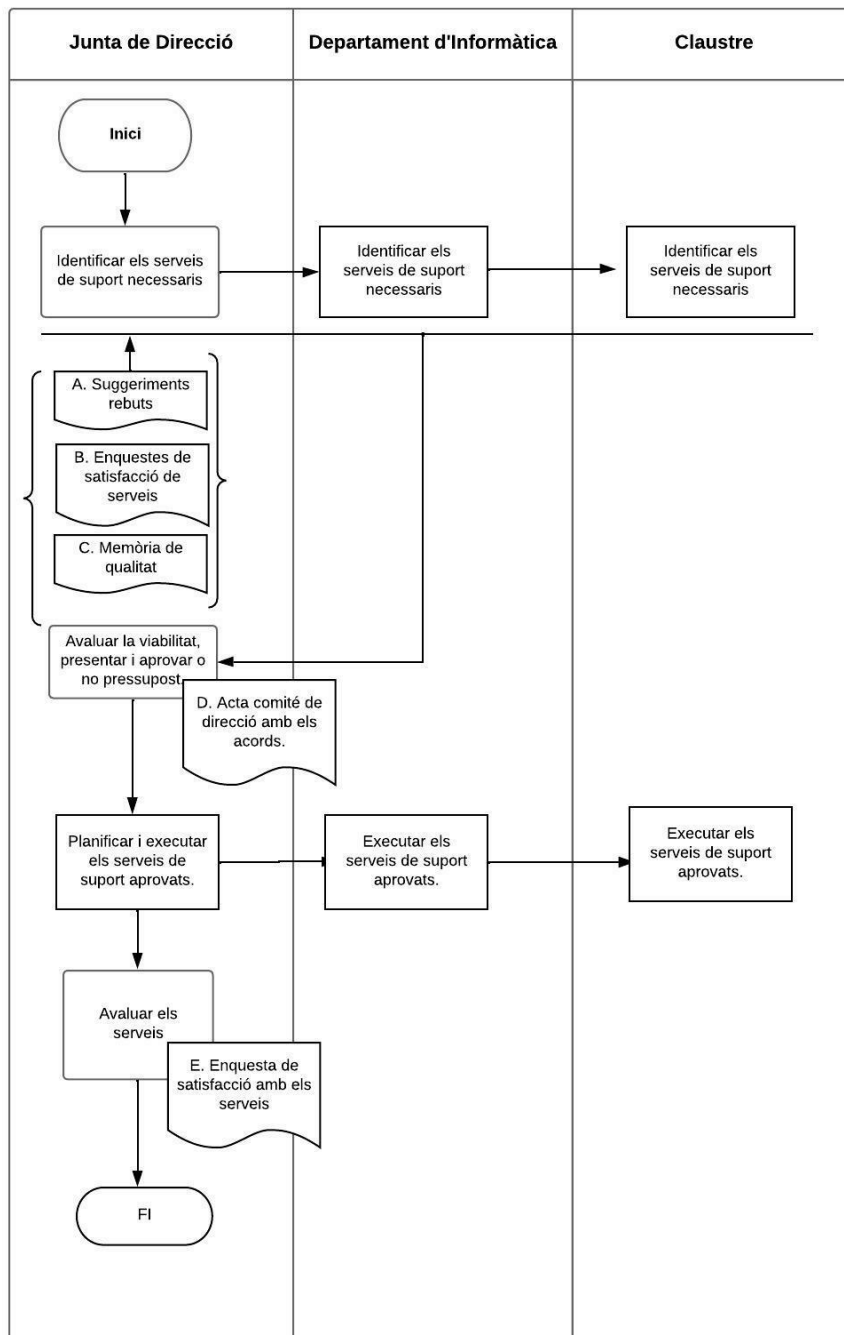 Junta de Direcció
Departament d'Informàtica
Claustre
Inici
Identificar els serveis
de suport necessaris
Identificar els
serveis de suport
necessaris
Identificar els
serveis de suport
necessaris
A. Suggeriments
rebuts
B. Enquestes de
satisfacció de
serveis
C. Memòria de
qualitat
Avaluar la viabilitat,
presentar i aprovar o
no pressupost.
D. Acta comité de
direcció amb els
acords.
Planificar i executar
els serveis de
suport aprovats.
Executar els
serveis de suport
aprovats.
Executar els
serveis de suport
aprovats.
Avaluar els
serveis
E. Enquesta de
satisfacció amb els
serveis
FI